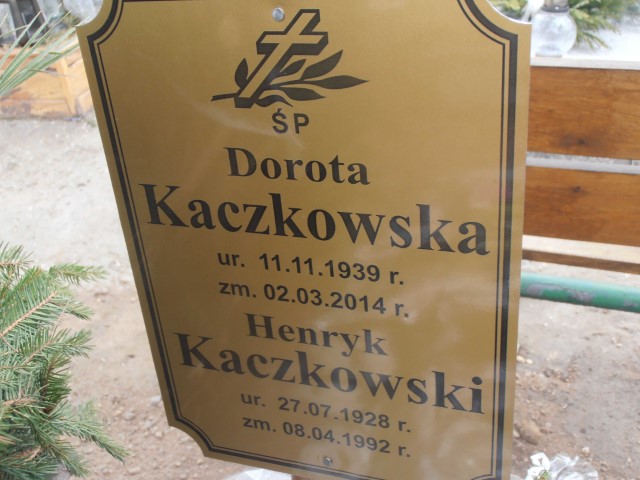 ŚP
Dorota
Kaczkowska
ur. 11.11.1939 r.
zm. 02.03.2014 r.
Henryk
Kaczkowski
ur. 27.07.1928 r.
zm. 08.04.1992 r.